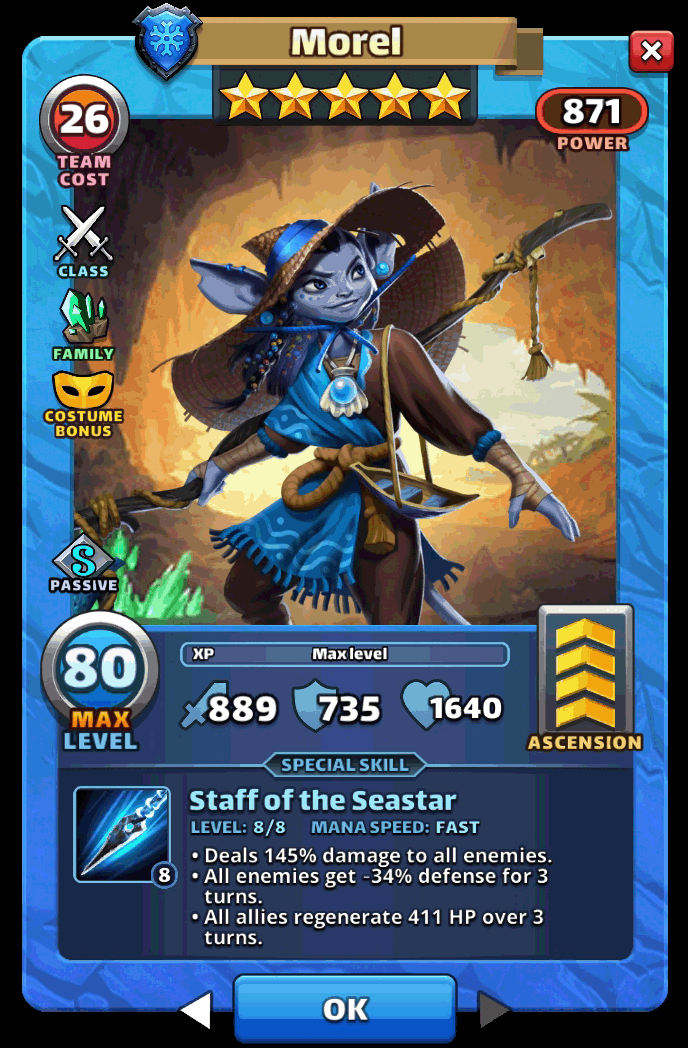 Morel
26
TEAM
COST
871
POWER
CLASS
FAMILY
COSTUME
BONUS
S
PASSIVE
80
MAX
LEVEL
XP
Max level
889
735
1640
ASCENSION
SPECIAL SKILL
8
Staff of the Seastar
LEVEL: 8/8 MANA SPEED: FAST
• Deals 145% damage to all enemies.
• All enemies get -34% defense for 3
turns.
• All allies regenerate 411 HP over 3
turns.
OK